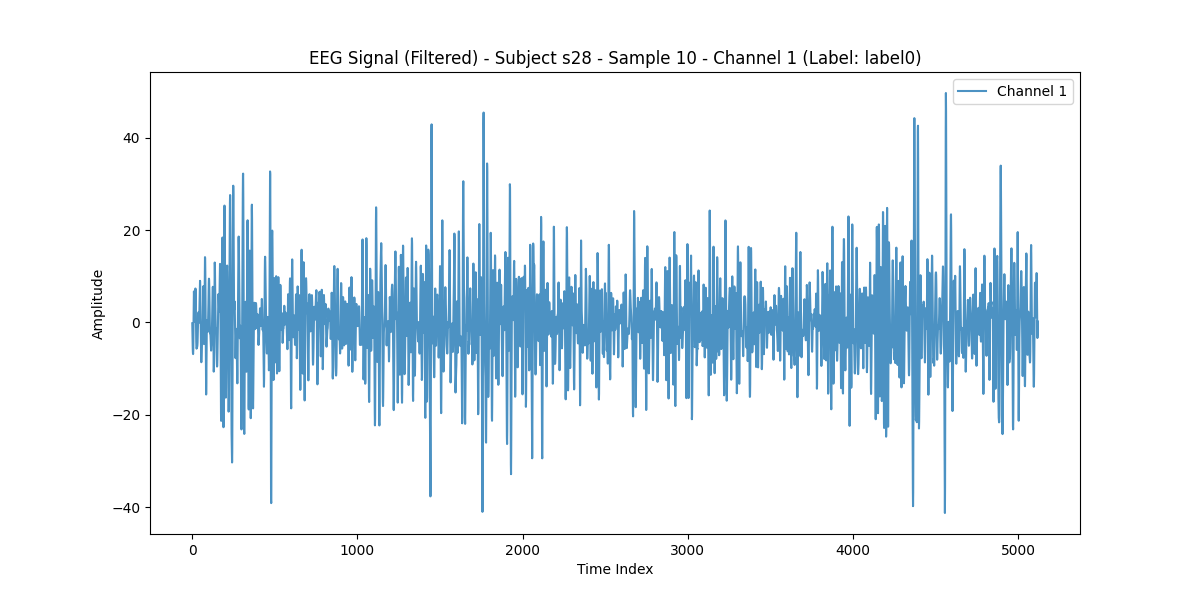 EEG Signal (Filtered) - Subject s28 - Sample 10 - Channel 1 (Label: label0)
Channel 1
Amplitude
40
20
0
−20
−40
0 1000 2000 3000 4000 5000
Time Index